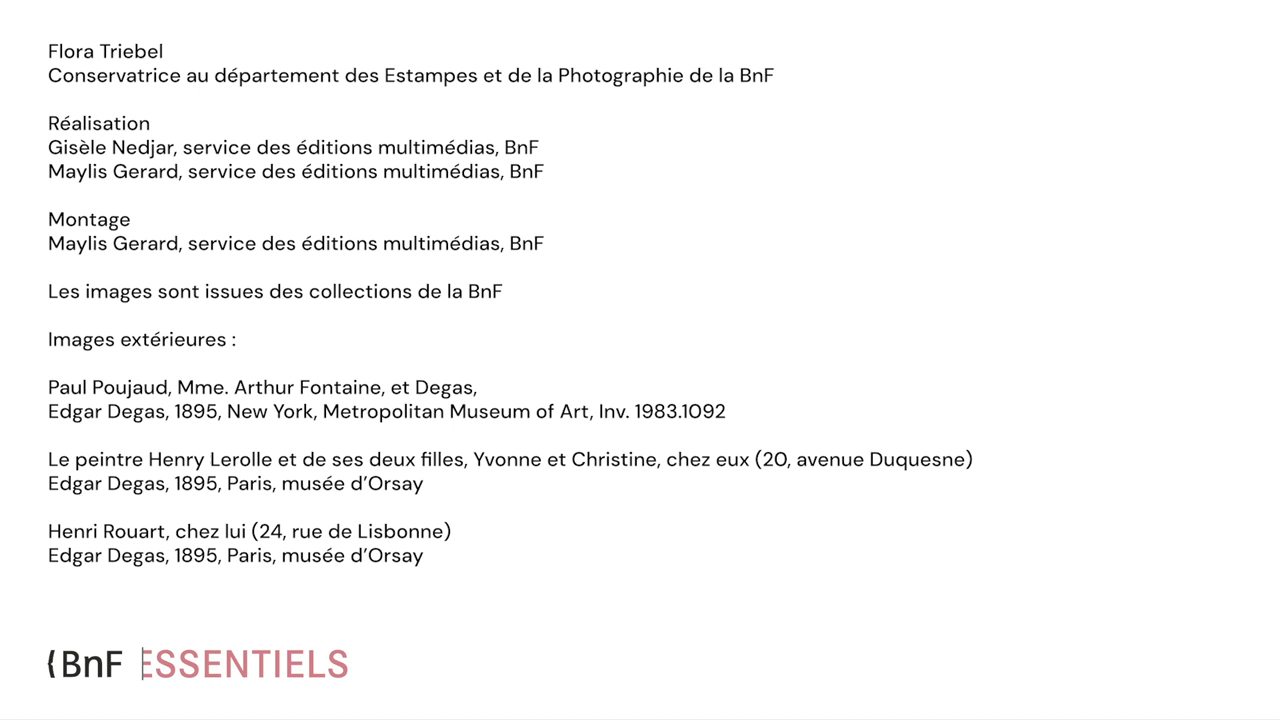 Flora Triebel
Conservatrice au département des Estampes et de la Photographie de la BnF
Réalisation
Gisèle Nedjar, service des éditions multimédias, BnF
Maylis Gerard, service des éditions multimédias, BnF
Montage
Maylis Gerard, service des éditions multimédias, BnF
Les images sont issues des collections de la BnF
Images extérieures :
Paul Poujaud, Mme. Arthur Fontaine, et Degas,
Edgar Degas, 1895, New York, Metropolitan Museum of Art, Inv. 1983.1092
Le peintre Henry Lerolle et de ses deux filles, Yvonne et Christine, chez eux (20, avenue Duquesne)
Edgar Degas, 1895, Paris, musée d’Orsay
Henri Rouart, chez lui (24, rue de Lisbonne)
Edgar Degas, 1895, Paris, musée d’Orsay
{BnF ESSENTIELS